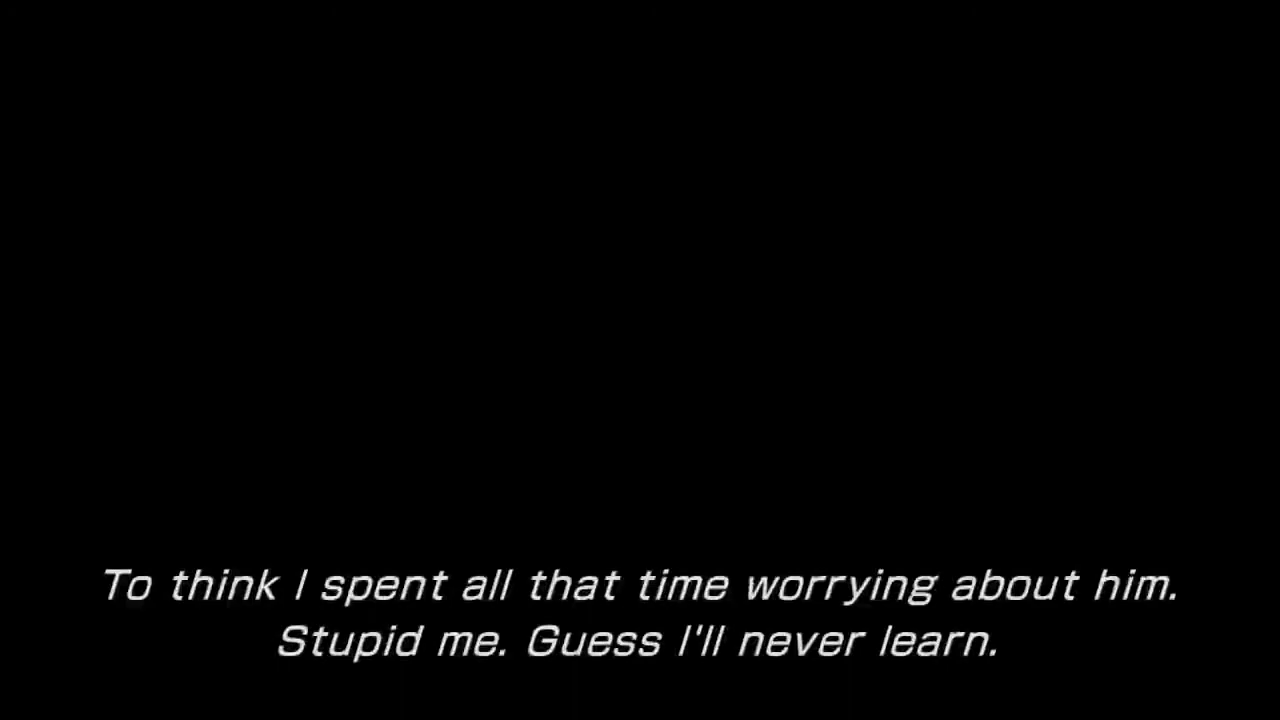 To think I spent all that time worrying about him.
Stupid me. Guess I'll never learn.